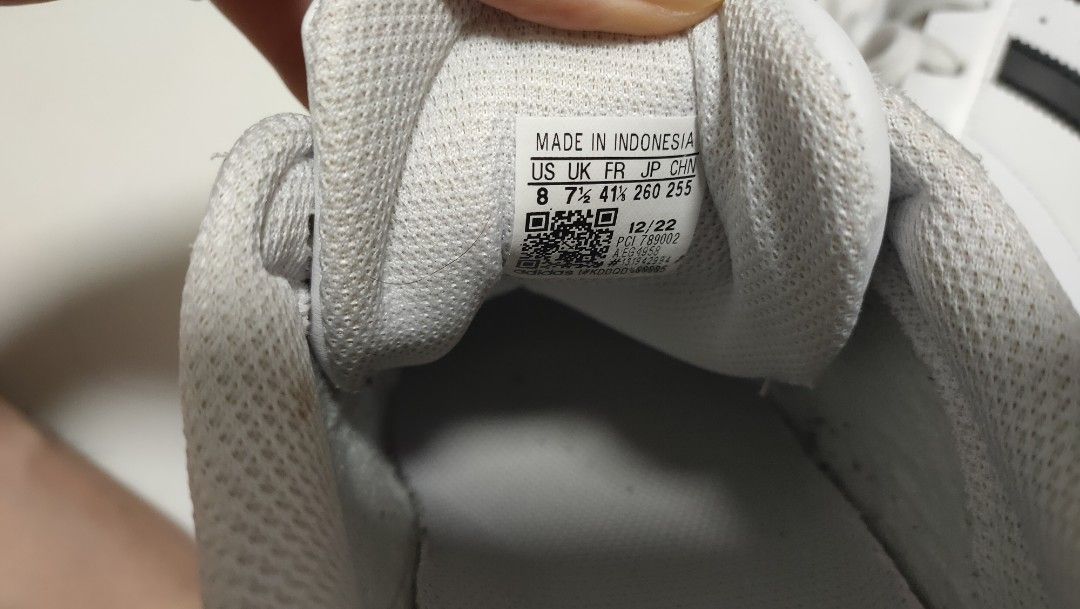 MADE IN INDONESIA
US UK FR JP CHN
8 7½ 41⅓ 260 255
12/22
PCI 789002
adidas